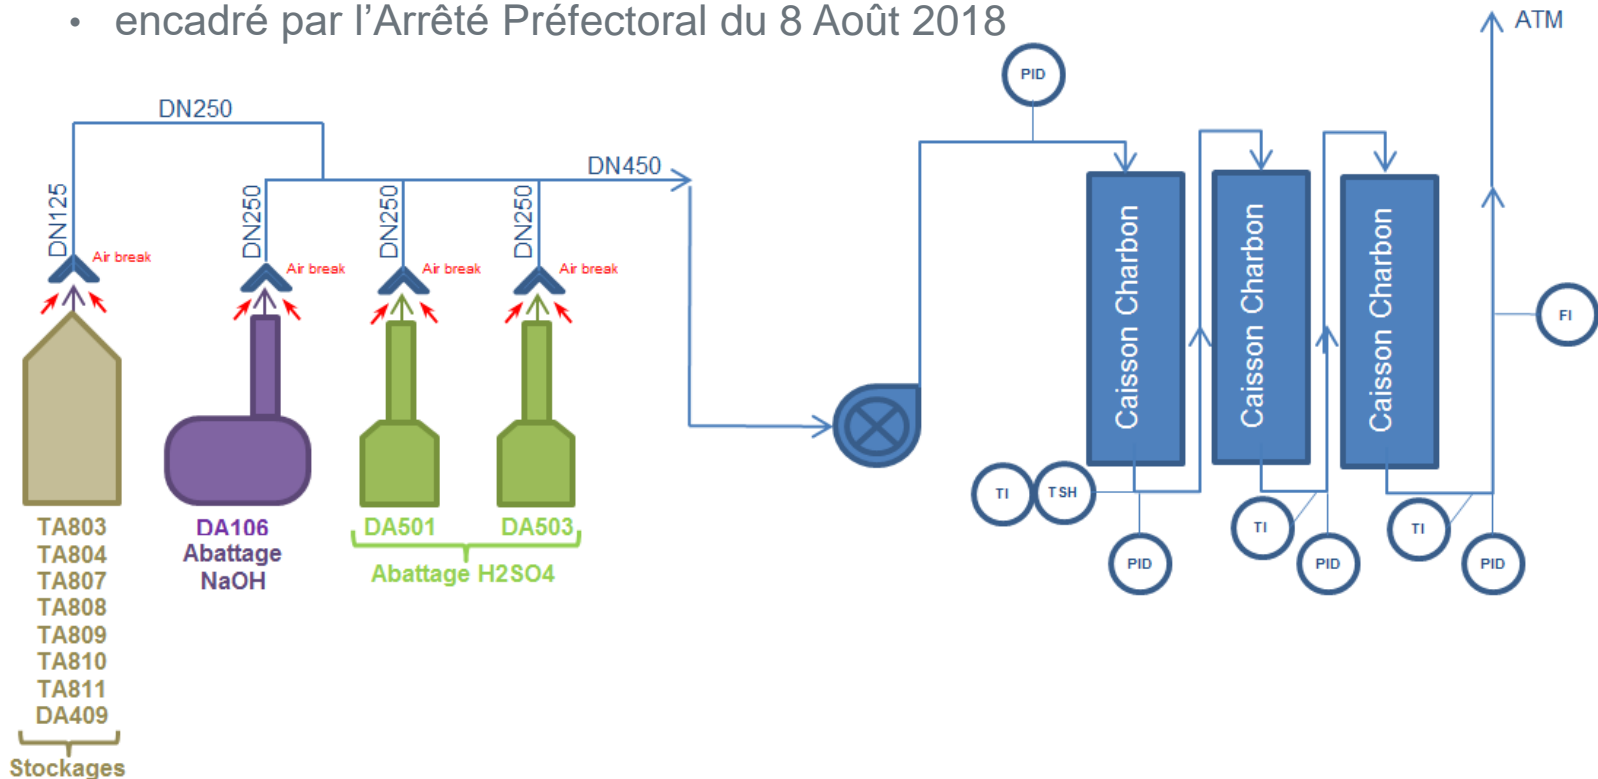 • encadré par l’Arrêté Préfectoral du 8 Août 2018
ATM
PID
DN250
DN450
DN125
DN250
DN250
DN250
Air break
Air break
Air break
Air break
Caisson Charbon
Caisson Charbon
Caisson Charbon
FI
TI
TSH
TI
TI
PID
PID
PID
TA803
TA804
TA807
TA808
TA809
TA810
TA811
DA409
Stockages
DA106
Abattage
NaOH
DA501
DA503
Abattage H2SO4